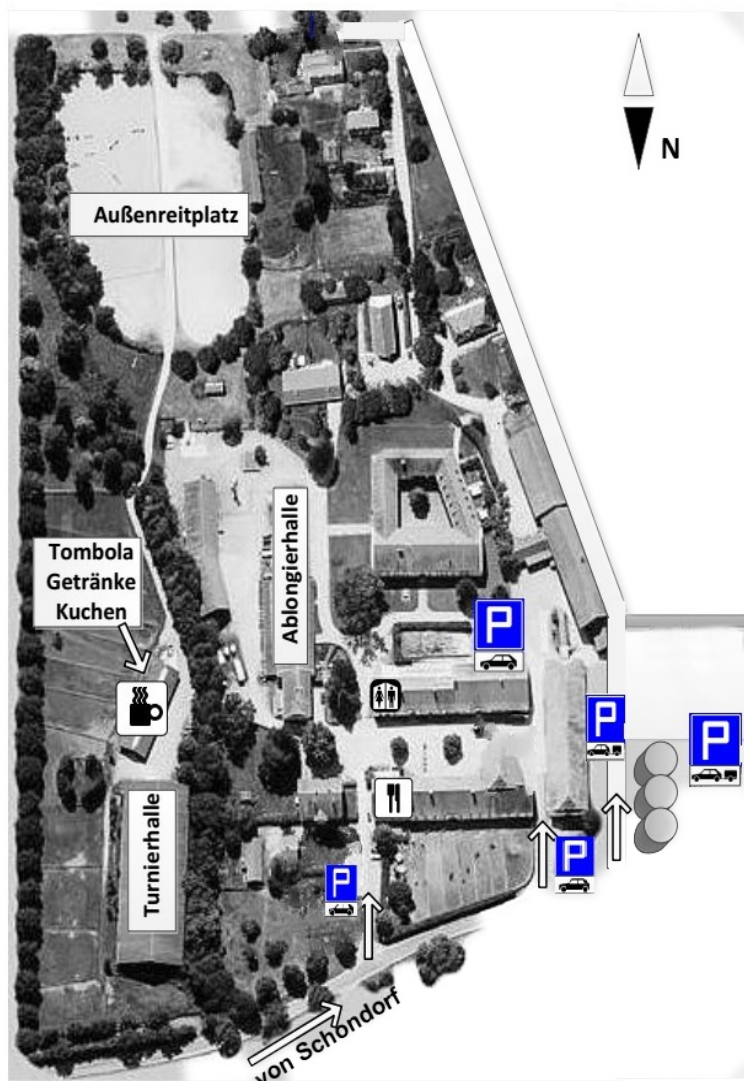 N
Außenreitplatz
Ablongierhalle
Tombola
Getränke
Kuchen
P
P
P
Turnierhalle
P
P
von Schondorf